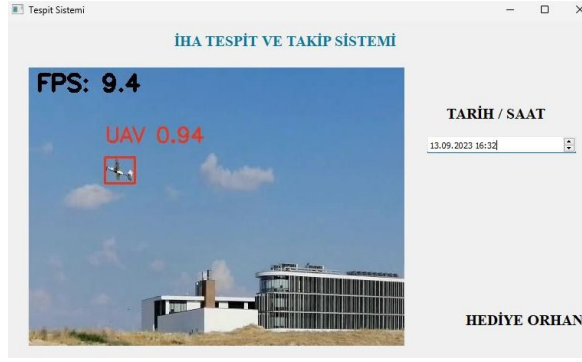 Tespit Sistemi
İHA TESPİT VE TAKİP SİSTEMİ
FPS: 9.4
UAV 0.94
TARİH / SAAT
13.09.2023 16:32
HEDİYE ORHAN